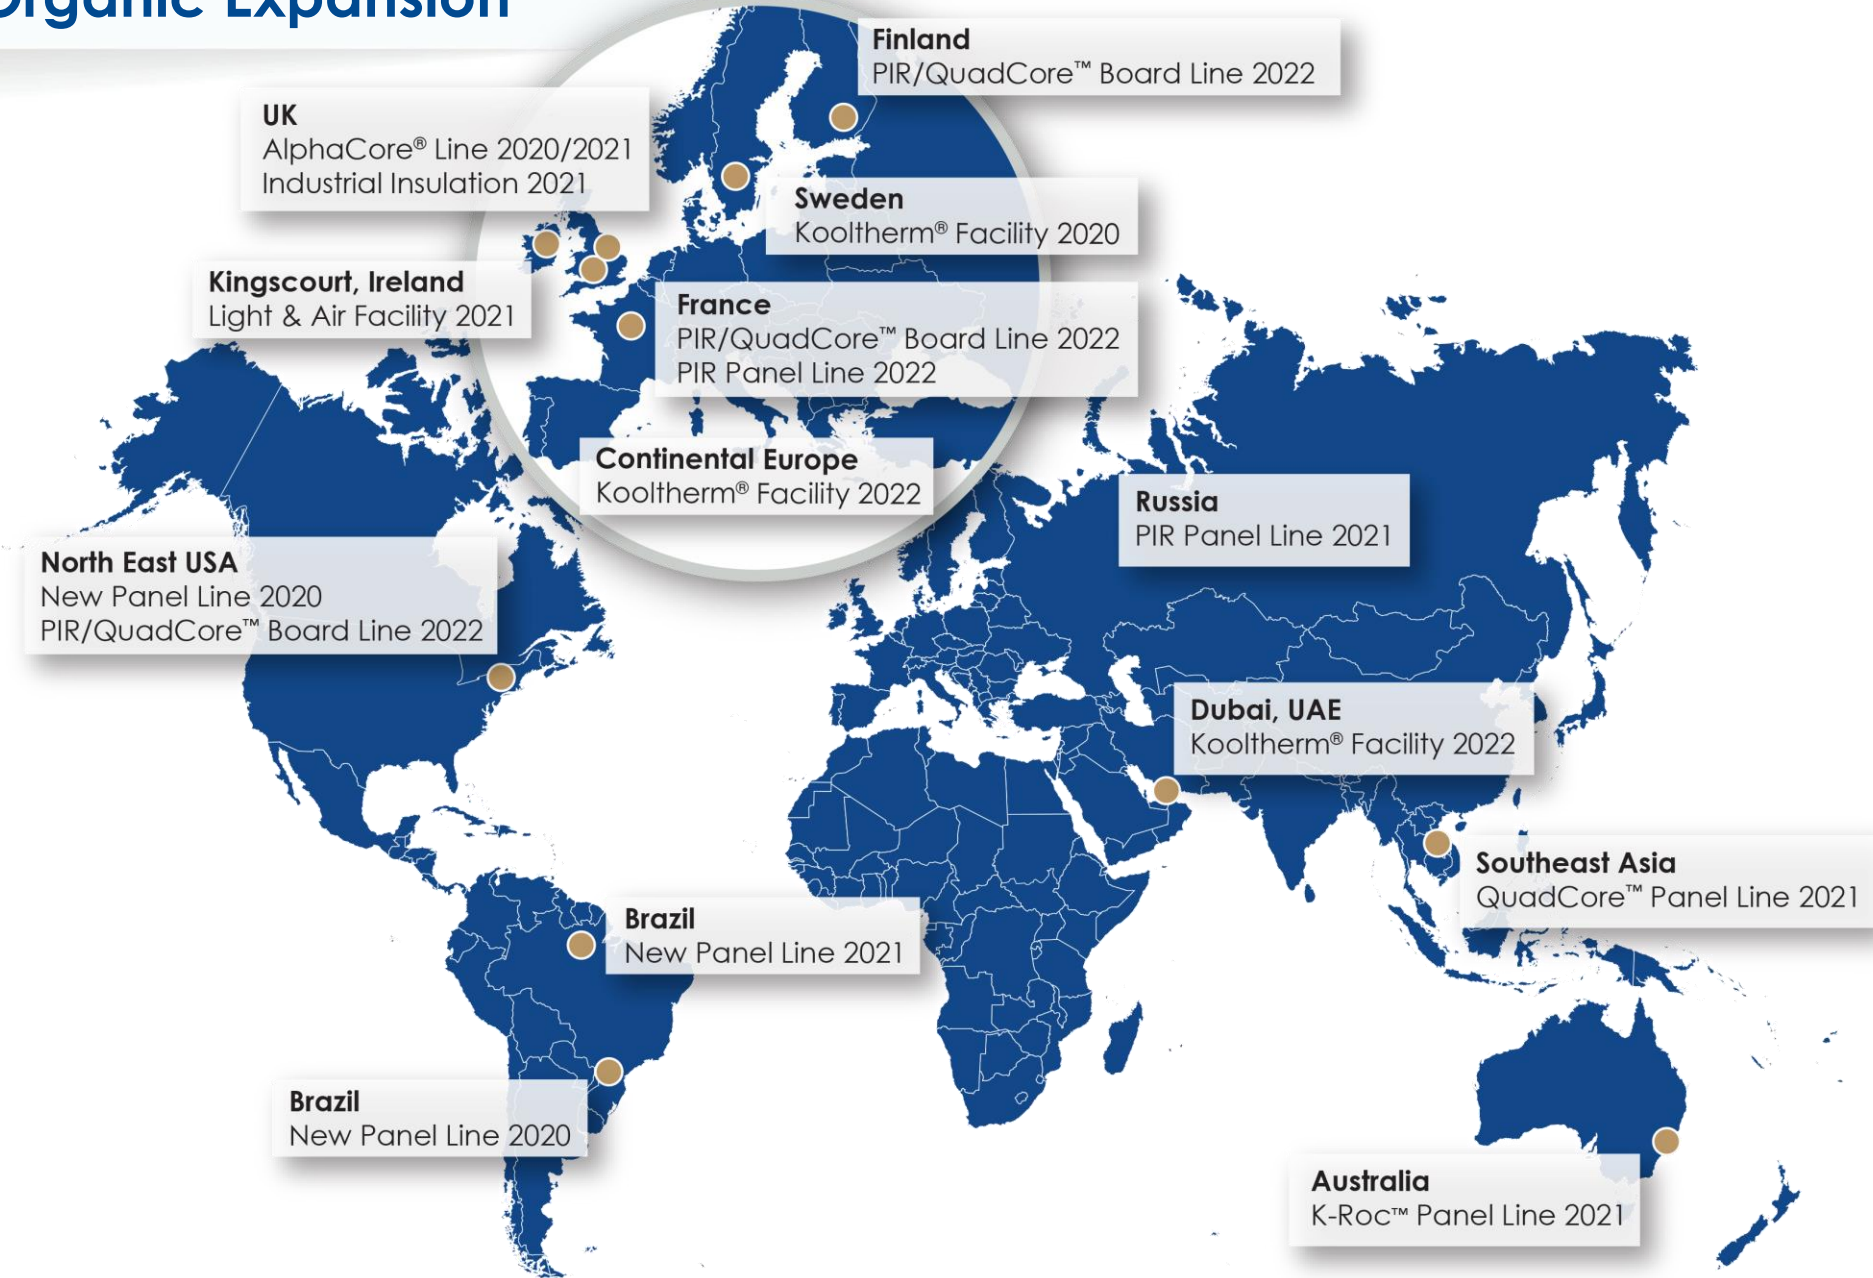 Organic Expansion
Finland
PIR/QuadCore™ Board Line 2022
UK
AlphaCore® Line 2020/2021
Industrial Insulation 2021
Sweden
Kooltherm® Facility 2020
Kingscourt, Ireland
Light & Air Facility 2021
France
PIR/QuadCore™ Board Line 2022
PIR Panel Line 2022
Continental Europe
Kooltherm® Facility 2022
Russia
PIR Panel Line 2021
North East USA
New Panel Line 2020
PIR/QuadCore™ Board Line 2022
Dubai, UAE
Kooltherm® Facility 2022
Southeast Asia
QuadCore™ Panel Line 2021
Brazil
New Panel Line 2021
Brazil
New Panel Line 2020
Australia
K-Roc™ Panel Line 2021